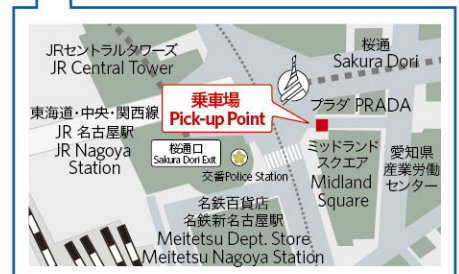 JRセントラルタワーズ
JR Central Tower
桜通
Sakura Dori
乗車場
Pick-up Point
プラダ PRADA
東海道・中央・関西線
JR 名古屋駅
JR Nagoya
Station
桜通口
Sakura Dori Exit
交番Police Station
ミッドランド
スクエア
Midland
Square
愛知県
産業労働
センター
名鉄百貨店
名鉄新名古屋駅
Meitetsu Dept. Store
Meitetsu Nagoya Station